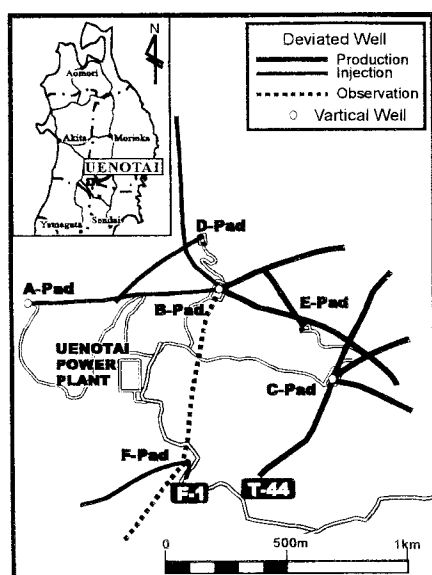 N
Aomori
Akita
Morioka
UENOTAI
Yamagata
Sendai
Deviated Well
Production
Injection
Observation
Vartical Well
D-Pad
A-Pad
B-Pad
E-Pad
UENOTAI
POWER
PLANT
C-Pad
F-Pad
F-1
T-44
0 500m 1km